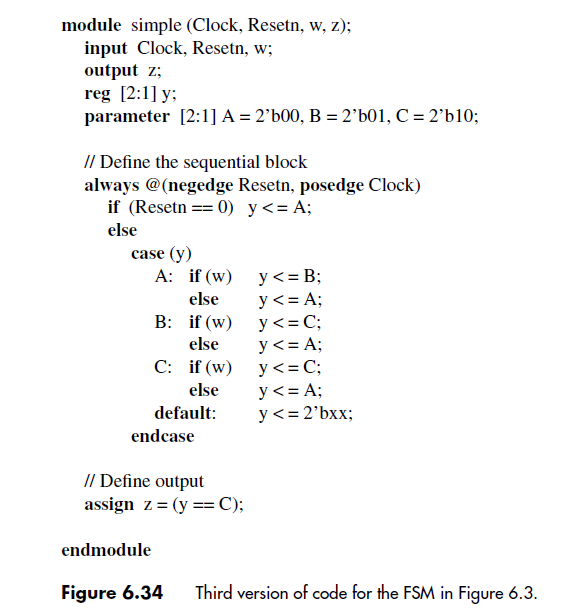 module simple (Clock, Resetn, w, z);
input Clock, Resetn, w;
output z;
reg [2:1] y;
parameter [2:1] A = 2’b00, B = 2’b01, C = 2’b10;
// Define the sequential block
always @(negedge Resetn, posedge Clock)
if (Resetn == 0) y <= A;
else
case (y)
A: if (w) y <= B;
else y <= A;
B: if (w) y <= C;
else y <= A;
C: if (w) y <= C;
else y <= A;
default: y <= 2’bxx;
endcase
// Define output
assign z = (y == C);
endmodule
Figure 6.34 Third version of code for the FSM in Figure 6.3.